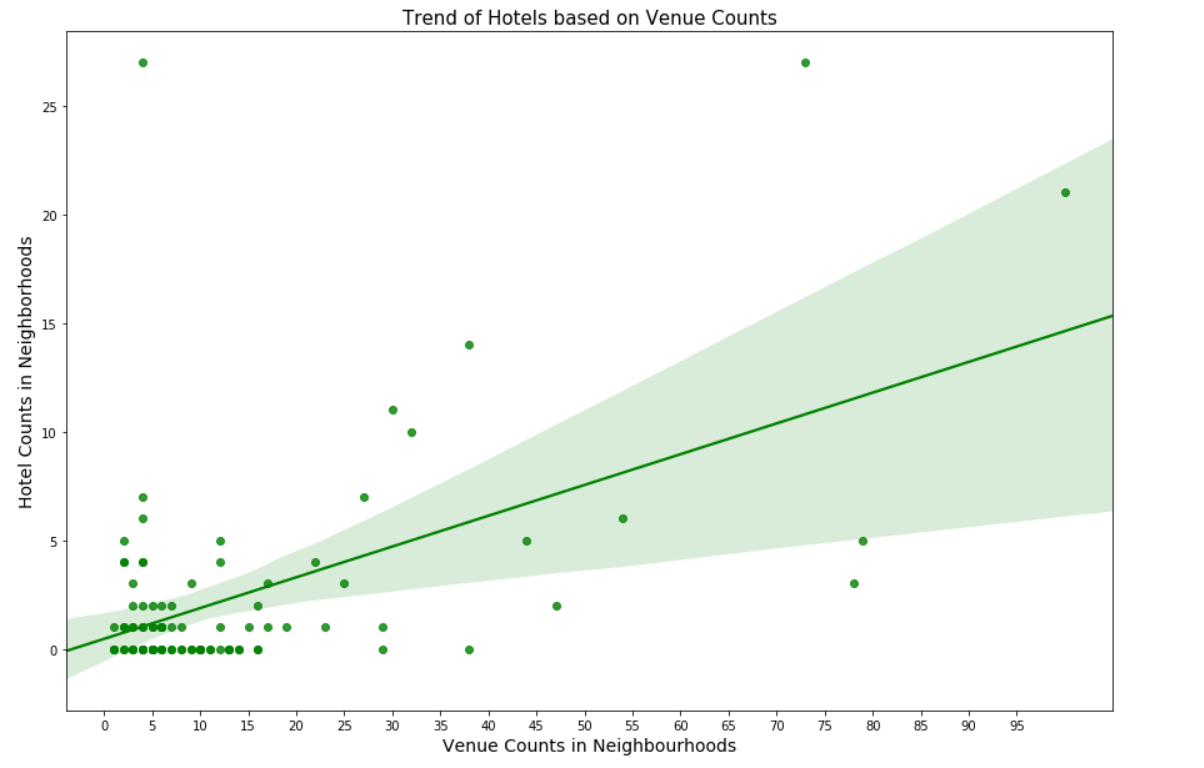 Trend of Hotels based on Venue Counts
Hotel Counts in Neighborhoods
25
20
15
10
5
0
0 5 10 15 20 25 30 35 40 45 50 55 60 65 70 75 80 85 90 95
Venue Counts in Neighbourhoods